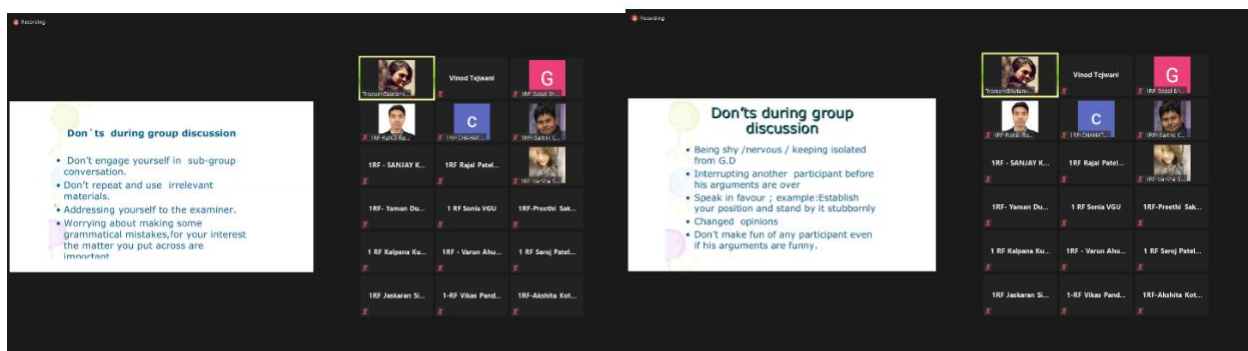 Recording
Don`ts during group discussion
• Don't engage yourself in sub-group
conversation.
• Don't repeat and use irrelevant
materials.
• Addressing yourself to the examiner.
• Worrying about making some
grammatical mistakes,for your interest
the matter you put across are
important
Vinod Tejwani
G
C
1RF - SANJAY K...
1RF Rajal Patel...
1RF- Yaman Du...
1 RF Sonia VGU
1RF-Preethi Sak...
1 RF Kalpana Ku...
1RF - Varun Ahu...
1 RF Saroj Patel...
1RF Jaskaran Si...
1-RF Vikas Pand...
1RF-Akshita Kot...
Recording
Don'ts during group
discussion
• Being shy /nervous / keeping isolated
from G.D
• Interrupting another participant before
his arguments are over
• Speak in favour ; example:Establish
your position and stand by it stubbornly
• Changed opinions
• Don't make fun of any participant even
if his arguments are funny.
Vinod Tejwani
G
C
1RF - SANJAY K...
1RF Rajal Patel...
1RF- Yaman Du...
1 RF Sonia VGU
1RF-Preethi Sak...
1 RF Kalpana Ku...
1RF - Varun Ahu...
1 RF Saroj Patel...
1RF Jaskaran Si...
1-RF Vikas Pand...
1RF-Akshita Kot...